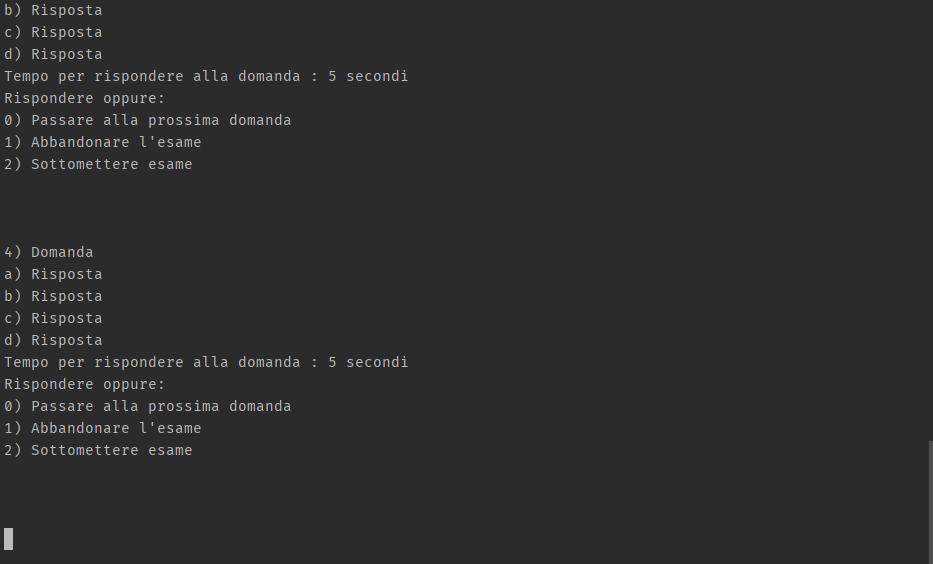 b) Risposta
c) Risposta
d) Risposta
Tempo per rispondere alla domanda : 5 secondi
Rispondere oppure:
0) Passare alla prossima domanda
1) Abbandonare l'esame
2) Sottomettere esame
4) Domanda
a) Risposta
b) Risposta
c) Risposta
d) Risposta
Tempo per rispondere alla domanda : 5 secondi
Rispondere oppure:
0) Passare alla prossima domanda
1) Abbandonare l'esame
2) Sottomettere esame